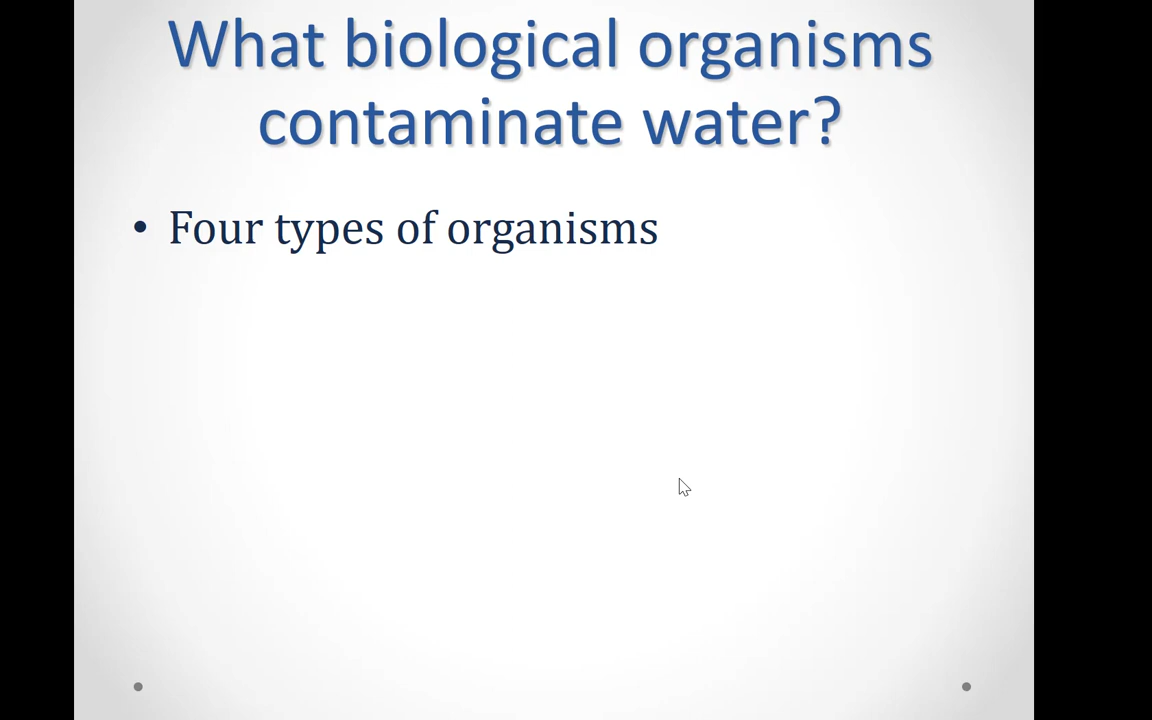 What biological organisms
contaminate water?
• Four types of organisms